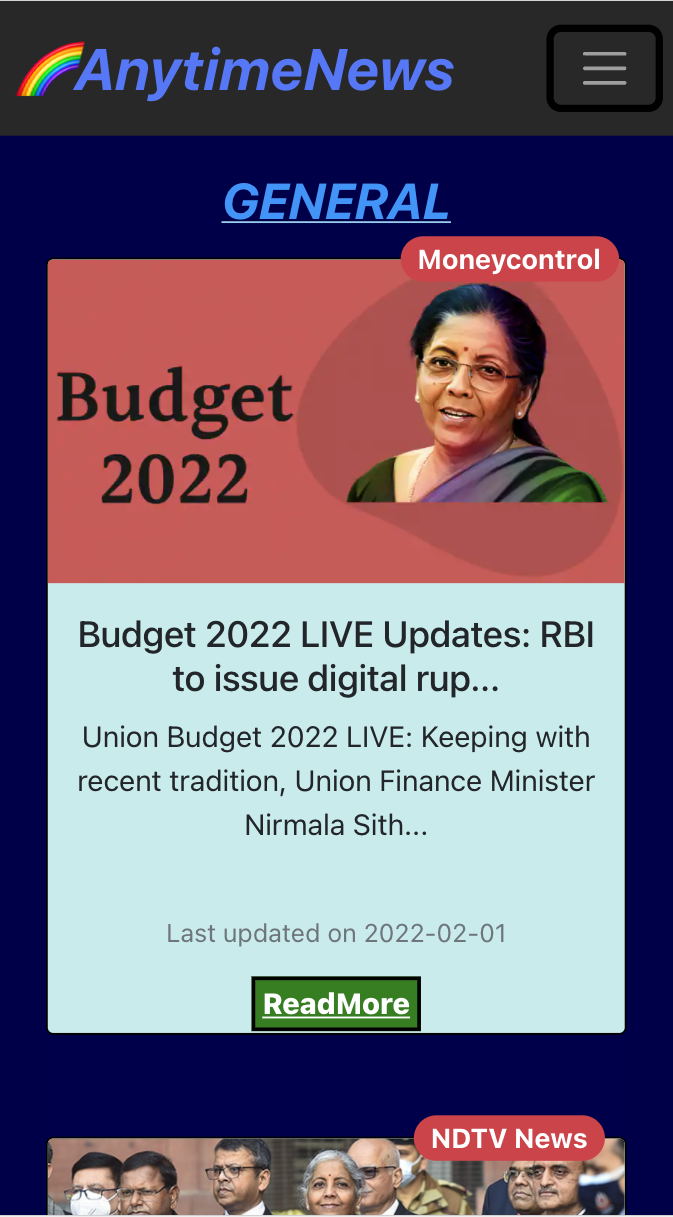 AnytimeNews
GENERAL
Moneycontrol
Budget
2022
Budget 2022 LIVE Updates: RBI
to issue digital rup...
Union Budget 2022 LIVE: Keeping with
recent tradition, Union Finance Minister
Nirmala Sith...
Last updated on 2022-02-01
ReadMore
NDTV News